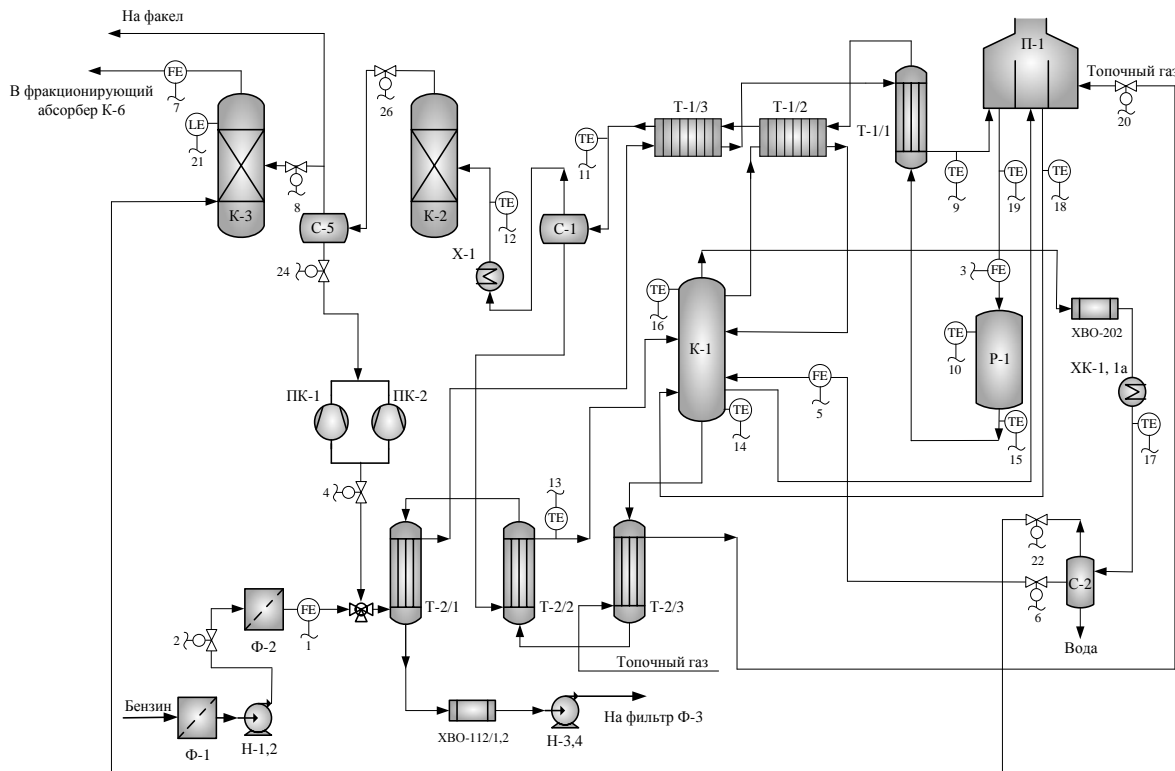 На факел
П-1
Топочный газ
FE
7
В фракционирующий
абсорбер К-6
26
Т-1/3
Т-1/2
Т-1/1
20
LE
21
TE
11
TE
9
TE
19
TE
18
8
К-3
С-5
К-2
TE
12
С-1
24
Х-1
3
FE
TE
16
К-1
TE
10
Р-1
ХВО-202
ХК-1, 1а
FE
5
ПК-1
ПК-2
TE
14
TE
15
TE
17
4
13
TE
22
С-2
6
Т-2/1
Т-2/2
Т-2/3
FE
1
2
Ф-2
Вода
Топочный газ
Бензин
Ф-1
Н-1,2
ХВО-112/1,2
Н-3,4
На фильтр Ф-3